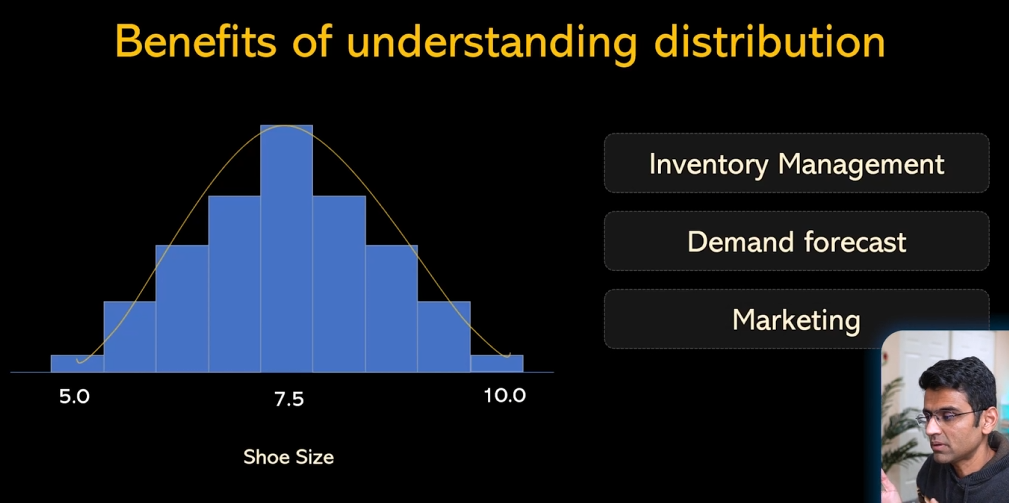 Benefits of understanding distribution
Inventory Management
Demand forecast
Marketing
5.0
7.5
10.0
Shoe Size